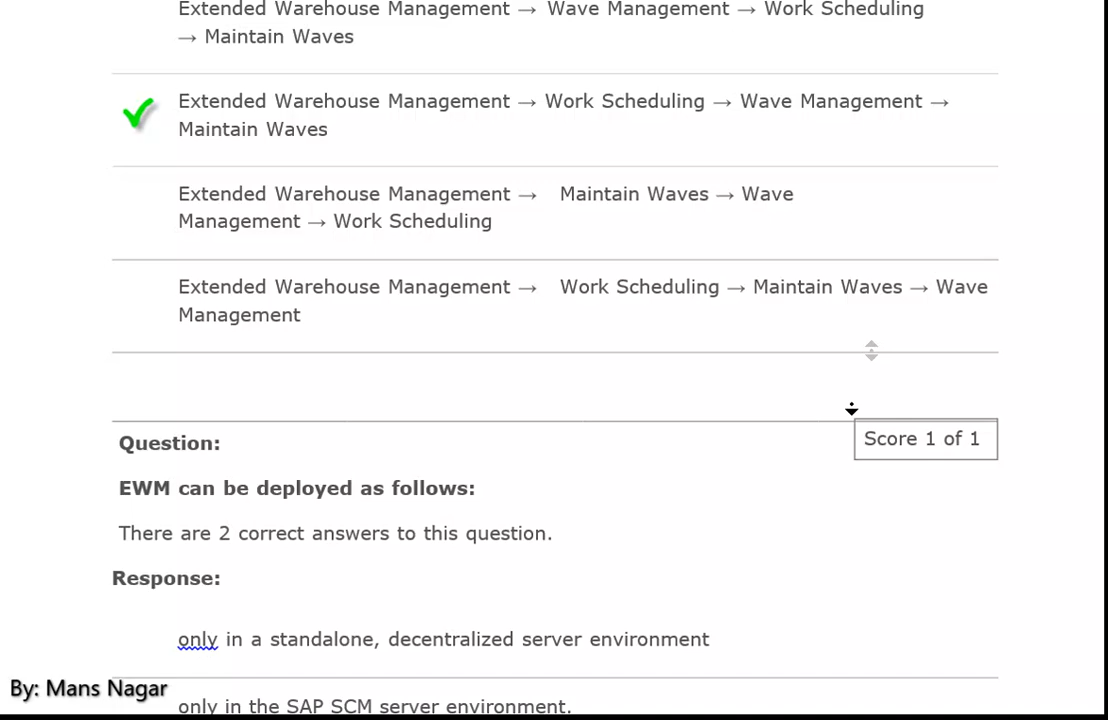 Extended Warehouse Management → Wave Management → Work Scheduling
→ Maintain Waves
Extended Warehouse Management → Work Scheduling → Wave Management →
Maintain Waves
Extended Warehouse Management → Maintain Waves → Wave
Management → Work Scheduling
Extended Warehouse Management → Work Scheduling → Maintain Waves → Wave
Management
Score 1 of 1
Question:
EWM can be deployed as follows:
There are 2 correct answers to this question.
Response:
only in a standalone, decentralized server environment
only in the SAP SCM server environment.
By: Mans Nagar